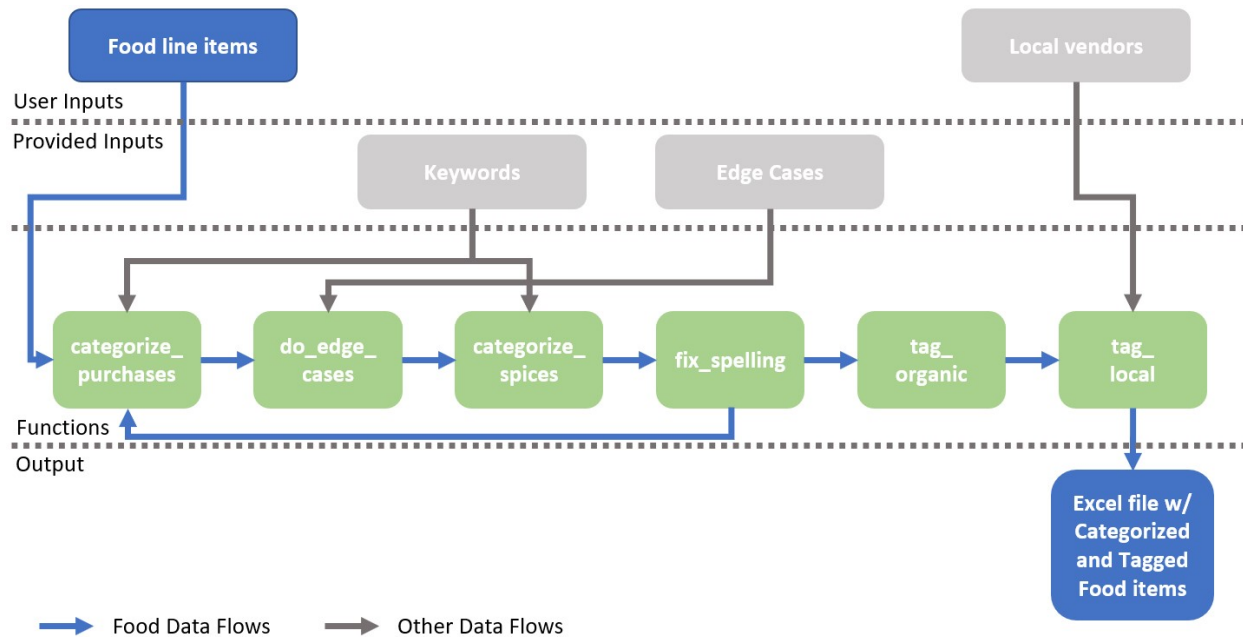 Food line items
Local vendors
User Inputs
Provided Inputs
Keywords
Edge Cases
categorize_
purchases
do_edge_
cases
categorize_
spices
fix_spelling
tag_
organic
tag_
local
Functions
Output
Excel file w/
Categorized
and Tagged
Food items
Food Data Flows
Other Data Flows